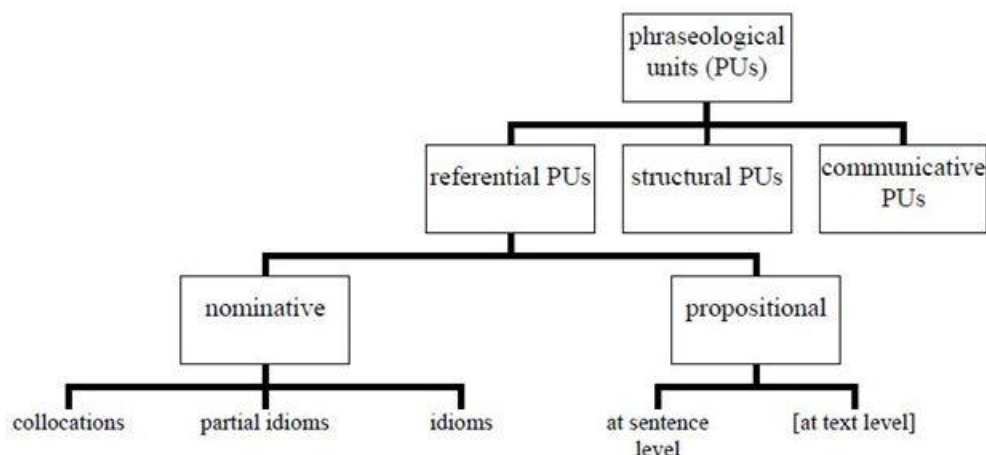 phraseological
units (PUs)
referential PUs
structural PUs
communicative
PUs
nominative
propositional
collocations
partial idioms
idioms
at sentence
level
[at text level]